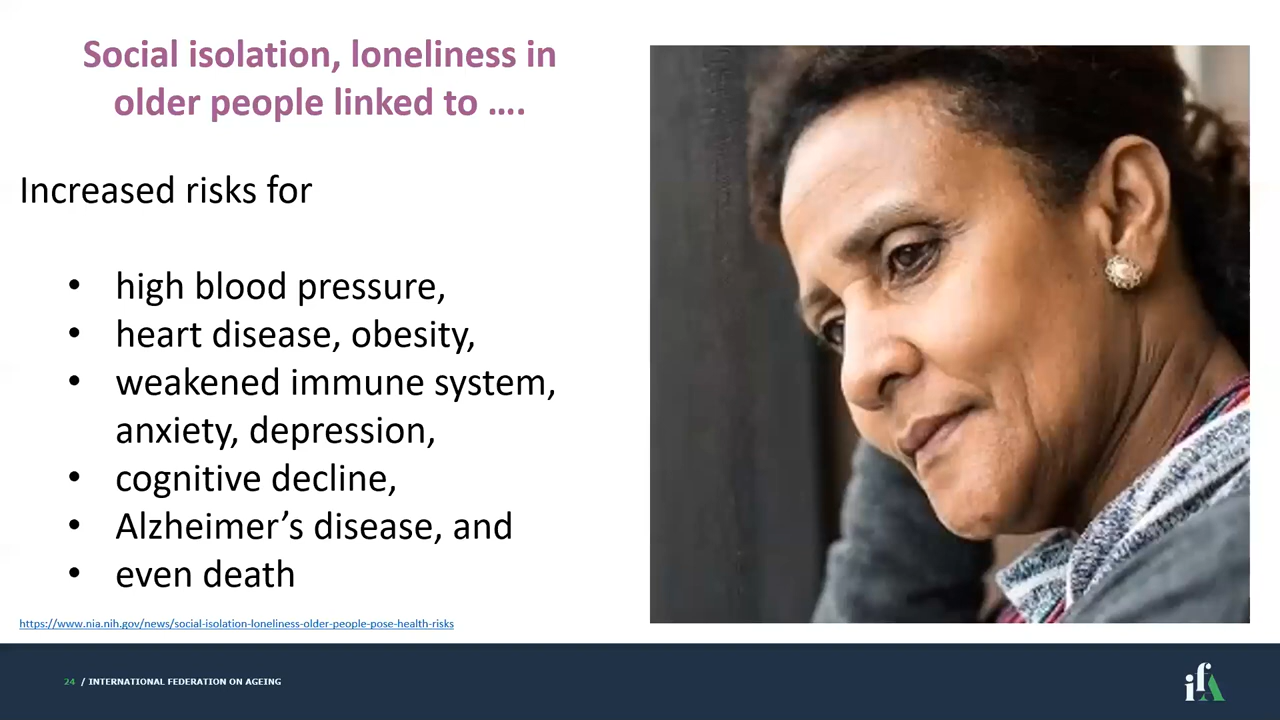 Social isolation, loneliness in
older people linked to ....
Increased risks for
• high blood pressure,
• heart disease, obesity,
• weakened immune system,
anxiety, depression,
• cognitive decline,
• Alzheimer’s disease, and
• even death
https://www.nia.nih.gov/news/social-isolation-loneliness-older-people-pose-health-risks
24 / INTERNATIONAL FEDERATION ON AGEING
ifA